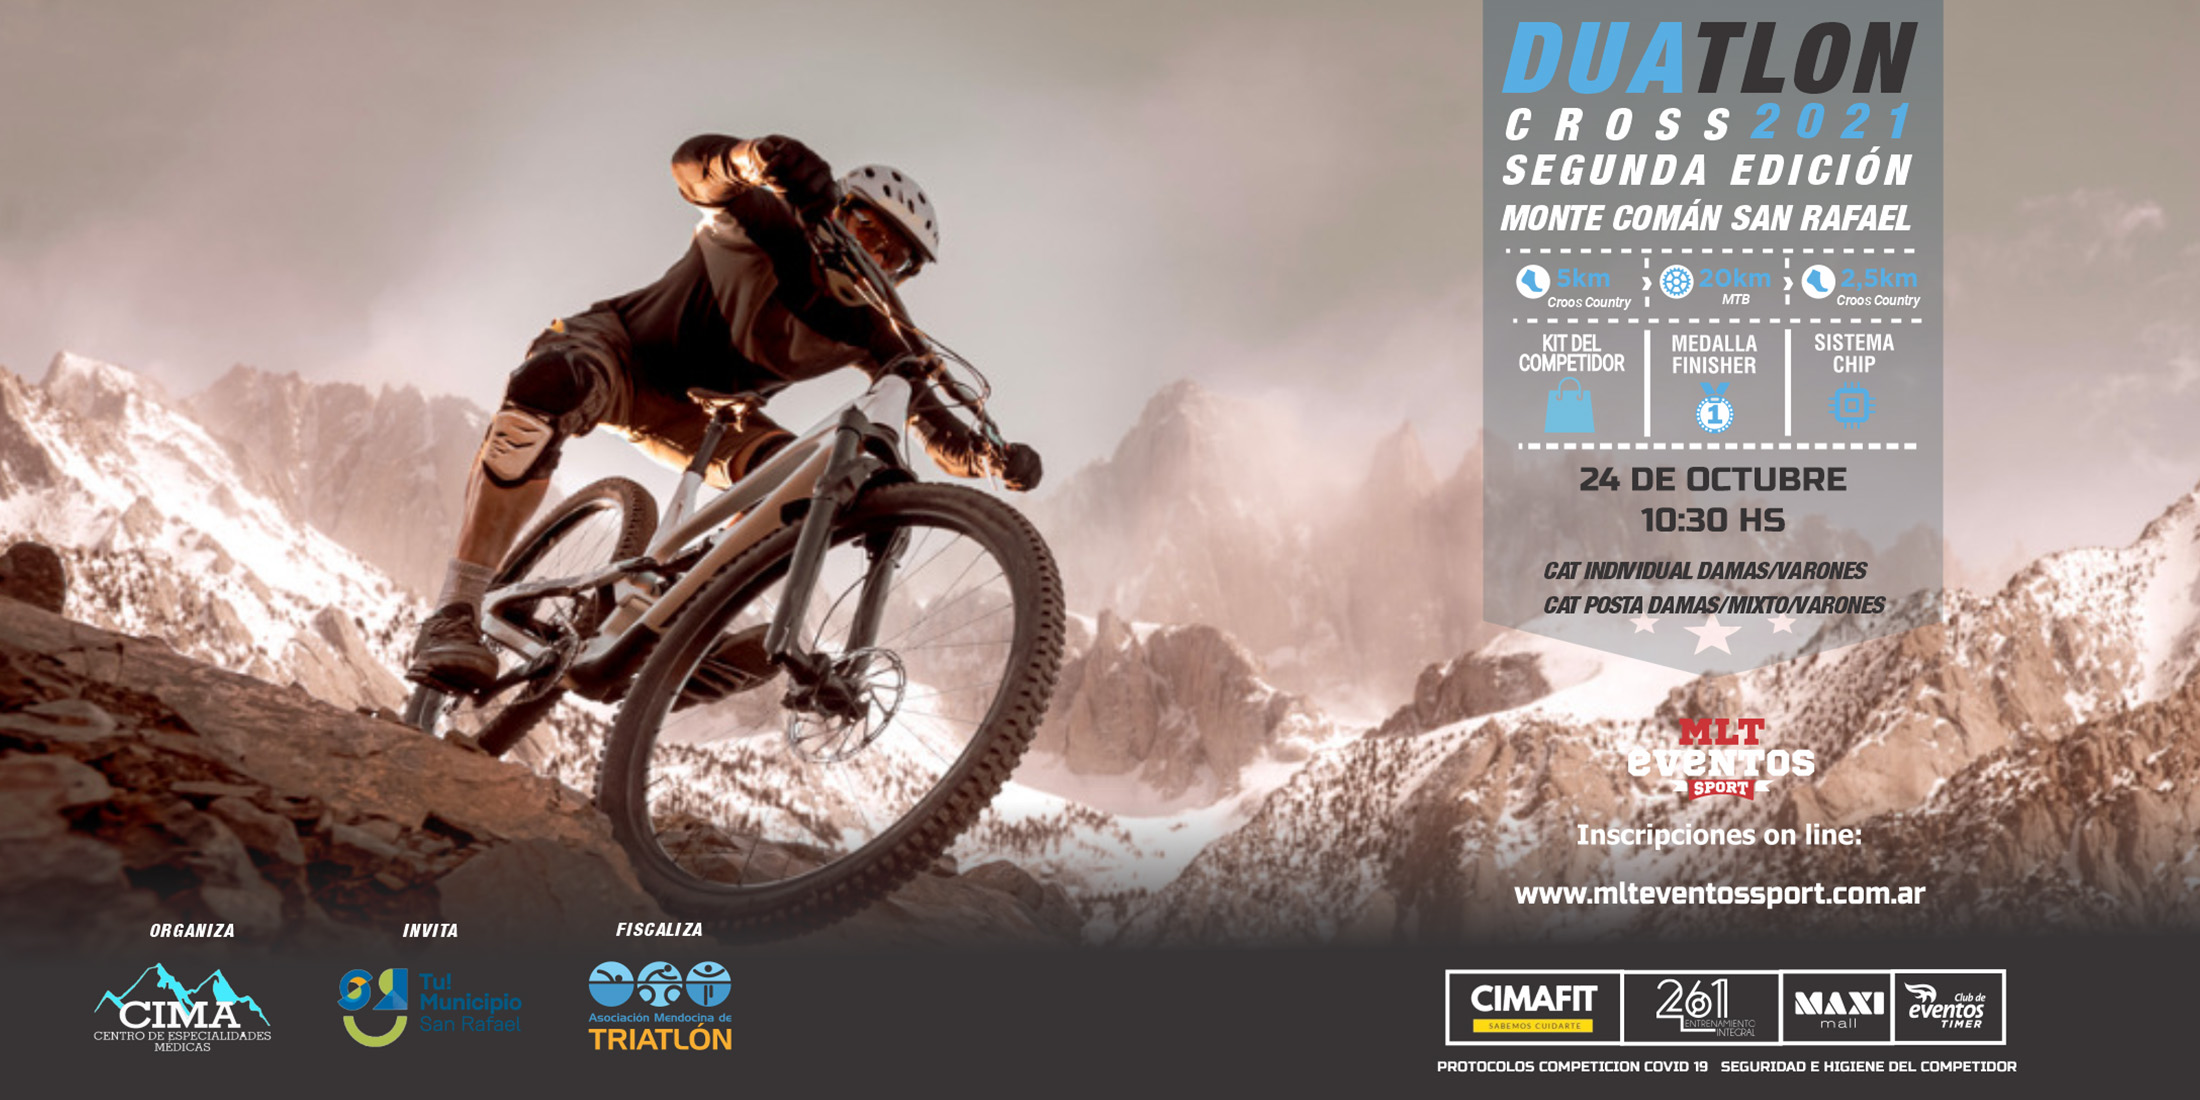 DUATLON
CROSS 2021
SEGUNDA EDICIÓN
MONTE COMÁN SAN RAFAEL
5km
Croos Country
20km
MTB
2,5km
Croos Country
KIT DEL
COMPETIDOR
MEDALLA
FINISHER
1
SISTEMA
CHIP
24 DE OCTUBRE
10:30 HS
CAT INDIVIDUAL DAMAS/VARONES
CAT POSTA DAMAS/MIXTO/VARONES
MLT
eVeNTOS
SPORT
Inscripciones on line:
www.mlteventossport.com.ar
ORGANIZA
CIMA
CENTRO DE ESPECIALIDADES
MEDICAS
INVITA
Tu!
Municipio
San Rafael
FISCALIZA
Asociación Mendocina de
TRIATLÓN
CIMAFIT
SABEMOS CUIDARTE
261
ENTRENAMIENTO
INTEGRAL
MAXI
mall
Club de
eventos
TIMER
PROTOCOLOS COMPETICION COVID 19 SEGURIDAD E HIGIENE DEL COMPETIDOR